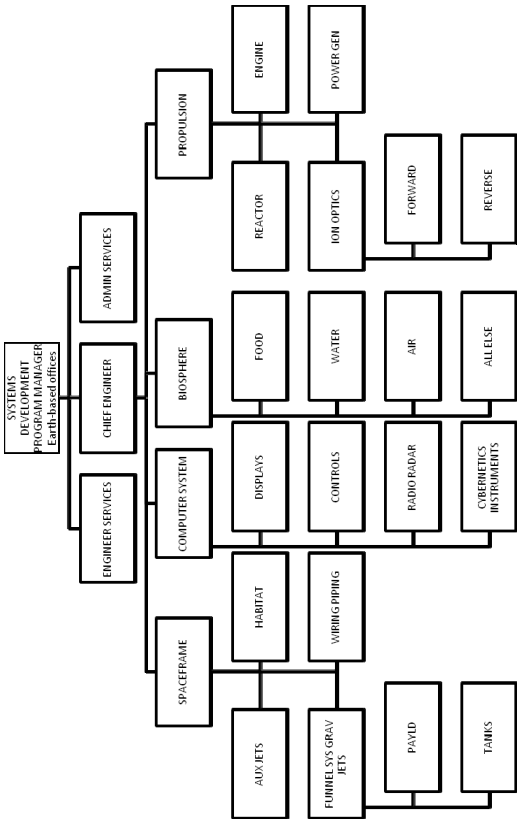 SYSTEMS
DEVELOPMENT
PROGRAM MANAGER
Earth-based offices
ENGINEER SERVICES
CHIEF ENGINEER
ADMIN SERVICES
SPACEFRAME
COMPUTER SYSTEM
BIOSPHERE
PROPULSION
AUX JETS
HABITAT
DISPLAYS
FOOD
REACTOR
ENGINE
FUNNEL SYS GRAV
JETS
WIRING PIPING
CONTROLS
WATER
ION OPTICS
POWER GEN
PAYLD
RADIO RADAR
AIR
FORWARD
TANKS
CYBERNETICS
INSTRUMENTS
ALL ELSE
REVERSE